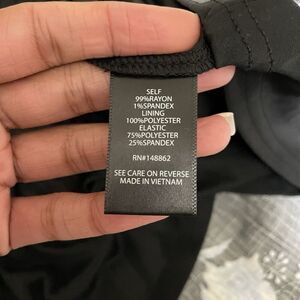 SELF
99%RAYON
1%SPANDEX
LINING
100%POLYESTER
ELASTIC
75%POLYESTER
25%SPANDEX
RN#148862
SEE CARE ON REVERSE
MADE IN VIETNAM